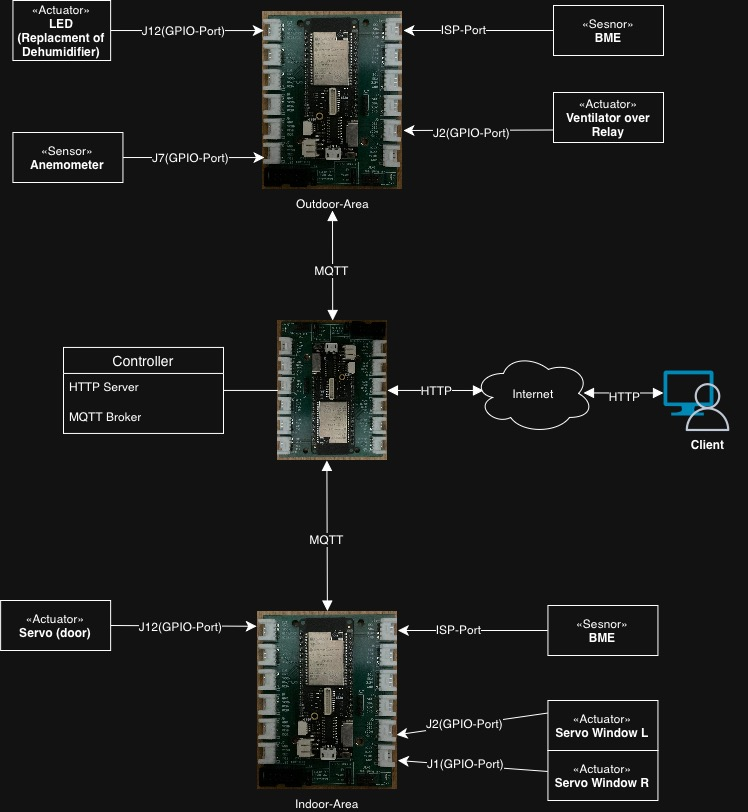 «Actuator»
LED
(Replacment of
Dehumidifier)
J12(GPIO-Port)
ISP-Port
«Sesnor»
BME
«Actuator»
Ventilator over
Relay
J2(GPIO-Port)
«Sensor»
Anemometer
J7(GPIO-Port)
Outdoor-Area
MQTT
Controller
HTTP Server
MQTT Broker
HTTP
Internet
HTTP
Client
MQTT
«Actuator»
Servo (door)
J12(GPIO-Port)
ISP-Port
«Sesnor»
BME
J2(GPIO-Port)
«Actuator»
Servo Window L
J1(GPIO-Port)
«Actuator»
Servo Window R
Indoor-Area